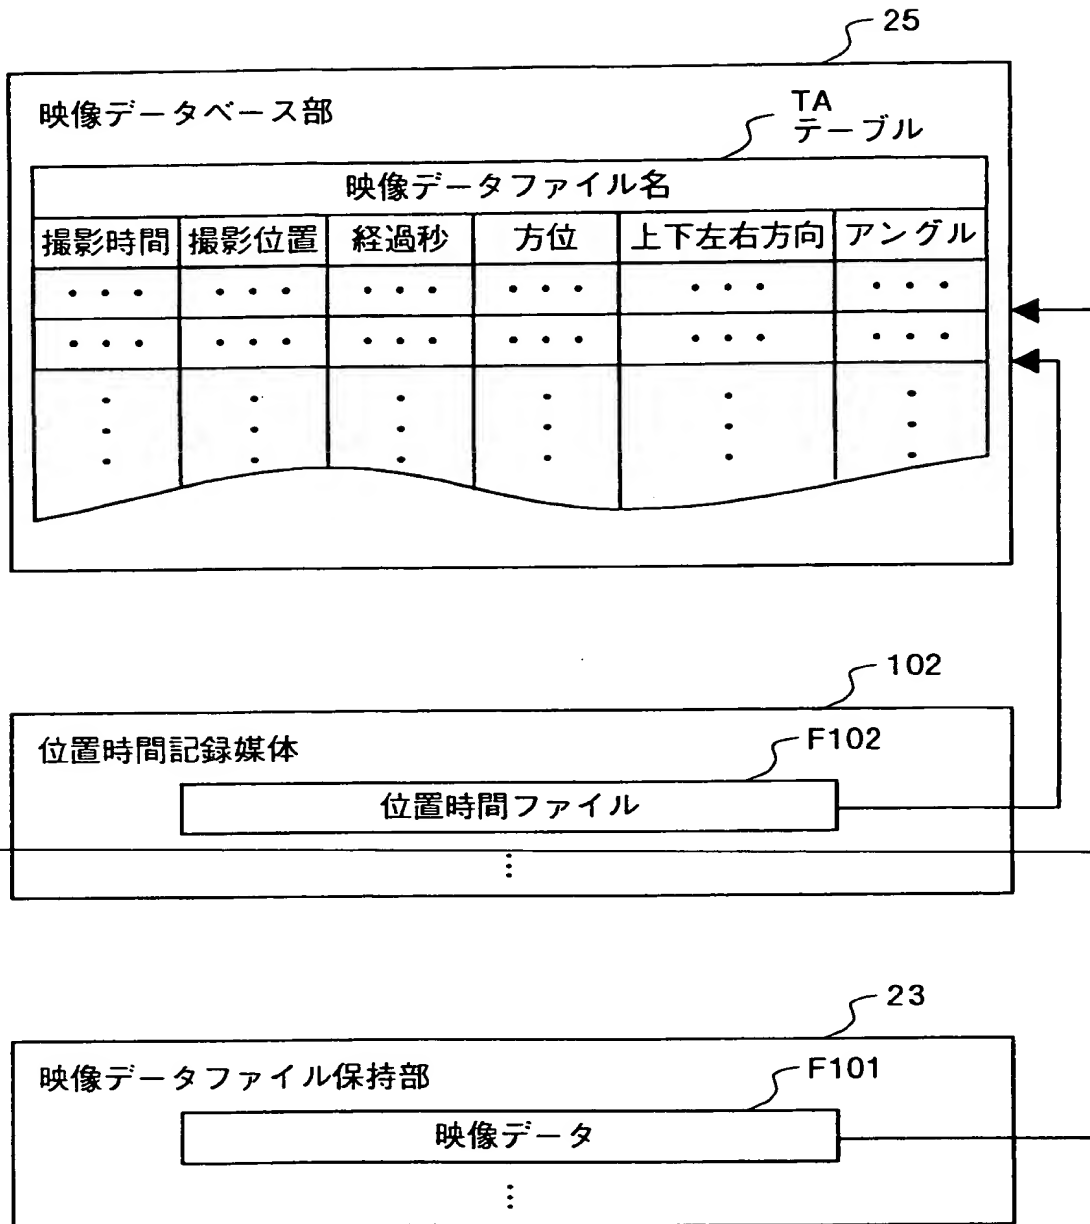 25
映像データベース部
TA
テーブル
映像データファイル名
撮影時間 撮影位置 経過秒 方位 上下左右方向 アングル
・・・ ・・・ ・・・ ・・・ ・・・ ・・・
・・・ ・・・ ・・・ ・・・ ・・・ ・・・
102
位置時間記録媒体
F102
位置時間ファイル
23
映像データファイル保持部
F101
映像データ